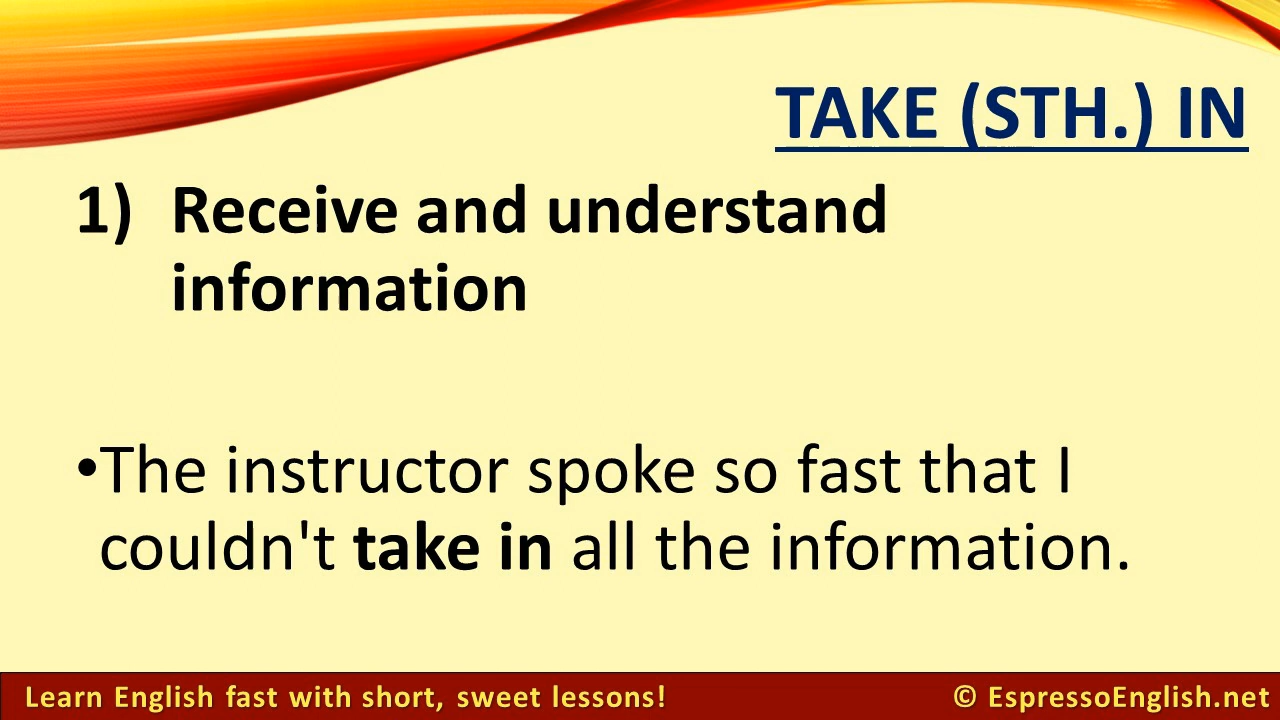 TAKE (STH.) IN
1) Receive and understand
information
•The instructor spoke so fast that I
couldn't take in all the information.
Learn English fast with short, sweet lessons!
© EspressoEnglish.net